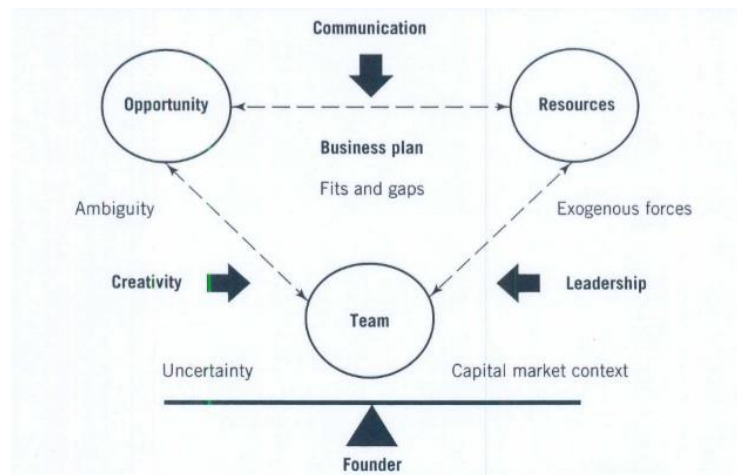 Communication
Opportunity
Resources
Business plan
Fits and gaps
Ambiguity
Exogenous forces
Creativity
Leadership
Team
Uncertainty
Capital market context
Founder